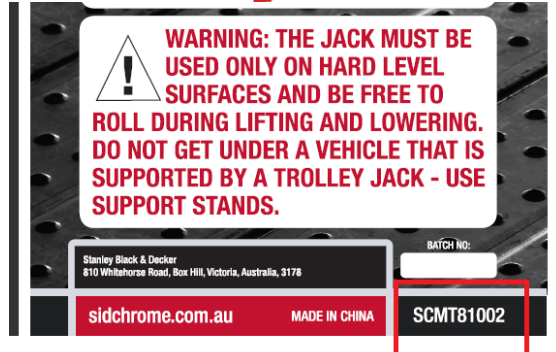 WARNING: THE JACK MUST BE
USED ONLY ON HARD LEVEL
SURFACES AND BE FREE TO
ROLL DURING LIFTING AND LOWERING.
DO NOT GET UNDER A VEHICLE THAT IS
SUPPORTED BY A TROLLEY JACK - USE
SUPPORT STANDS.
Stanley Black & Decker
810 Whitehorse Road, Box Hill, Victoria, Australia, 3178
BATCH NO:
sidchrome.com.au
MADE IN CHINA
SCMT81002